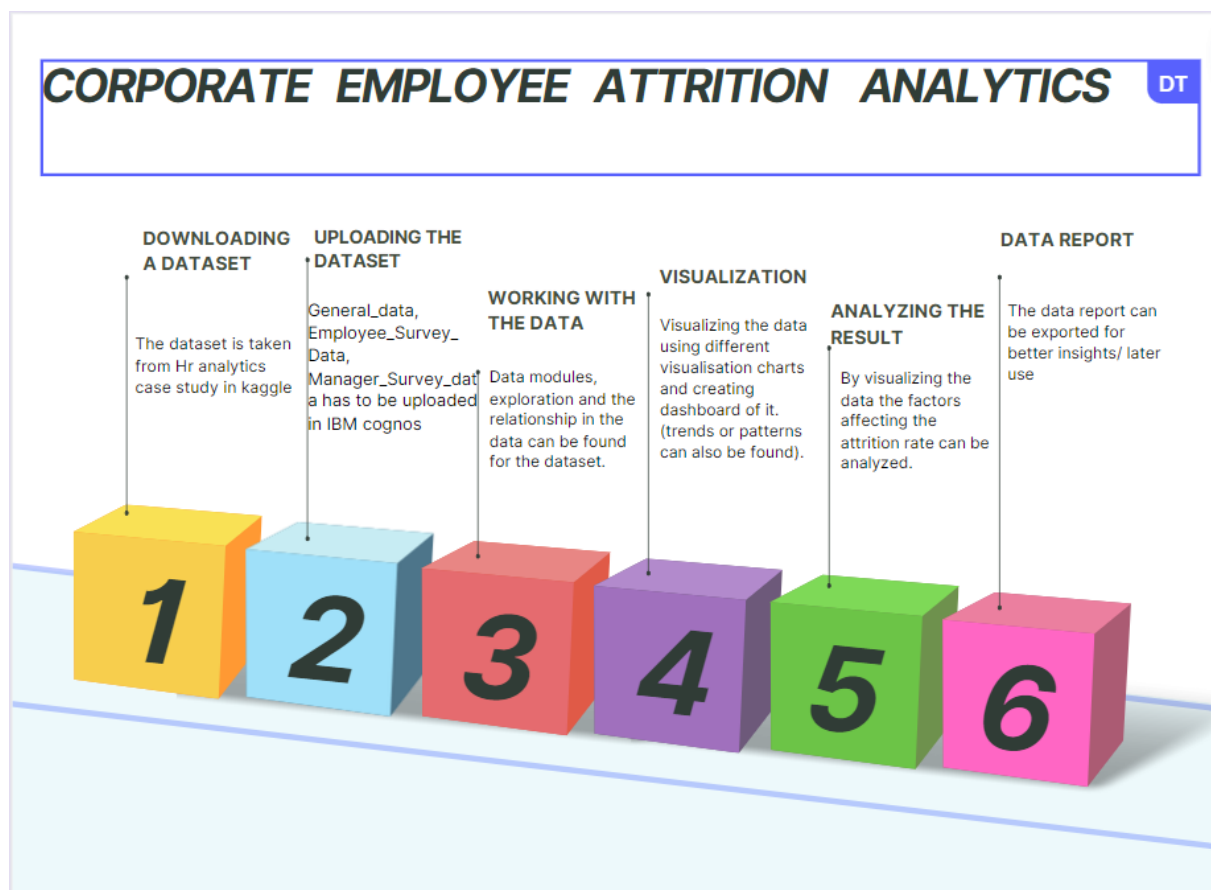 CORPORATE EMPLOYEE ATTRITION ANALYTICS
DT
DOWNLOADING
A DATASET
The dataset is taken
from Hr analytics
case study in kaggle
UPLOADING THE
DATASET
General_data,
Employee_Survey_
Data,
Manager_Survey_dat
a has to be uploaded
in IBM cognos
WORKING WITH
THE DATA
Data modules,
exploration and the
relationship in the
data can be found
for the dataset.
VISUALIZATION
Visualizing the data
using different
visualisation charts
and creating
dashboard of it.
(trends or patterns
can also be found).
ANALYZING THE
RESULT
By visualizing the
data the factors
affecting the
attrition rate can be
analyzed.
DATA REPORT
The data report can
be exported for
better insights/ later
use
1
2
3
4
5
6